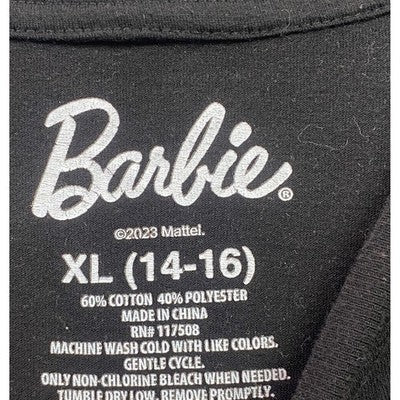 Barbie®
©2023 Mattel.
XL (14-16)
60% COTTON 40% POLYESTER
MADE IN CHINA
RN# 117508
MACHINE WASH COLD WITH LIKE COLORS.
GENTLE CYCLE.
ONLY NON-CHLORINE BLEACH WHEN NEEDED.
TUMBLE DRY LOW. REMOVE PROMPTLY.